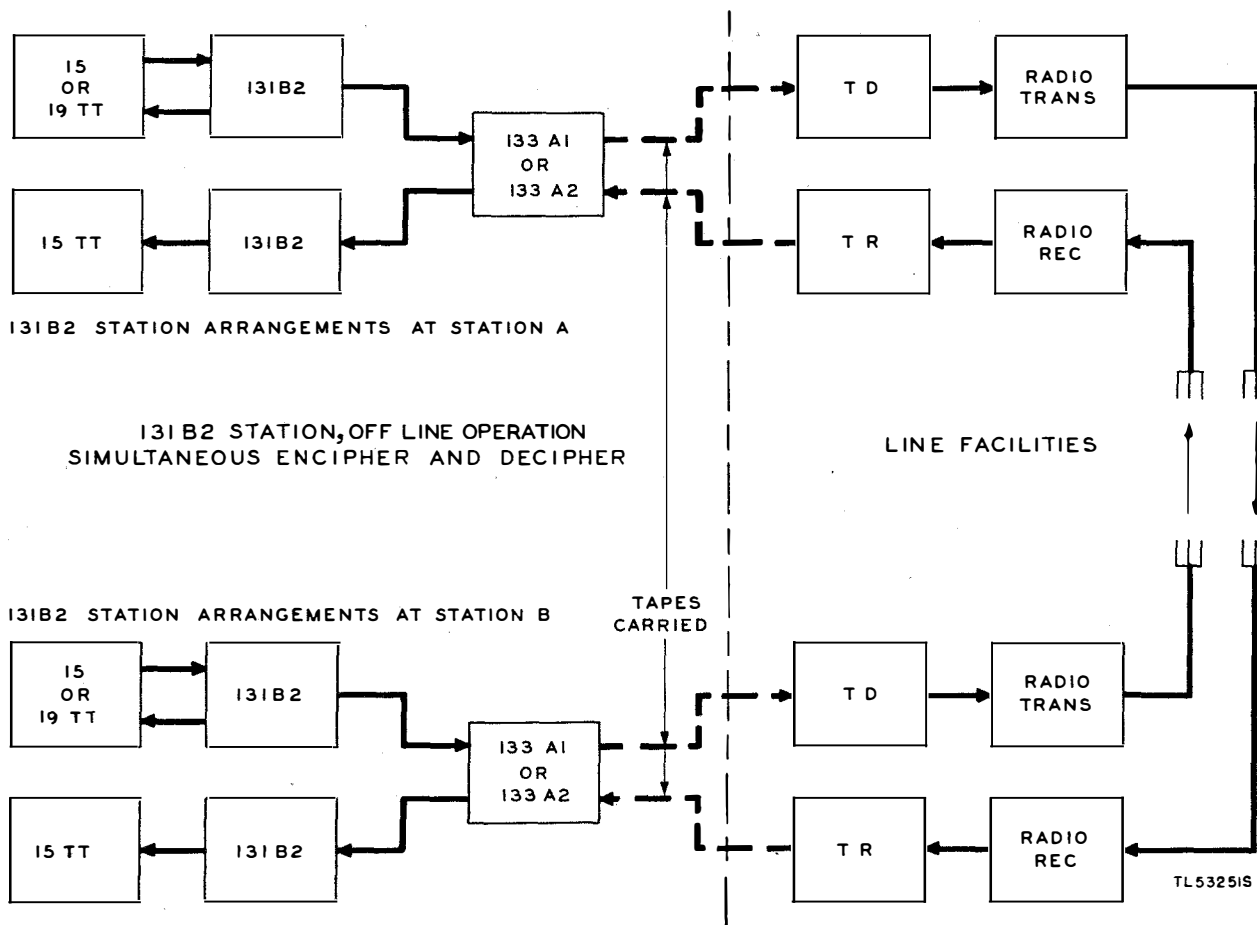 15
OR
19 TT
131B2
133 A1
OR
133 A2
T D
RADIO
TRANS
15 TT
131B2
T R
RADIO
REC
131B2 STATION ARRANGEMENTS AT STATION A
131B2 STATION, OFF LINE OPERATION
SIMULTANEOUS ENCIPHER AND DECIPHER
LINE FACILITIES
131B2 STATION ARRANGEMENTS AT STATION B
TAPES
CARRIED
15
OR
19 TT
131B2
133 A1
OR
133 A2
T D
RADIO
TRANS
15 TT
131B2
T R
RADIO
REC
TL53251S